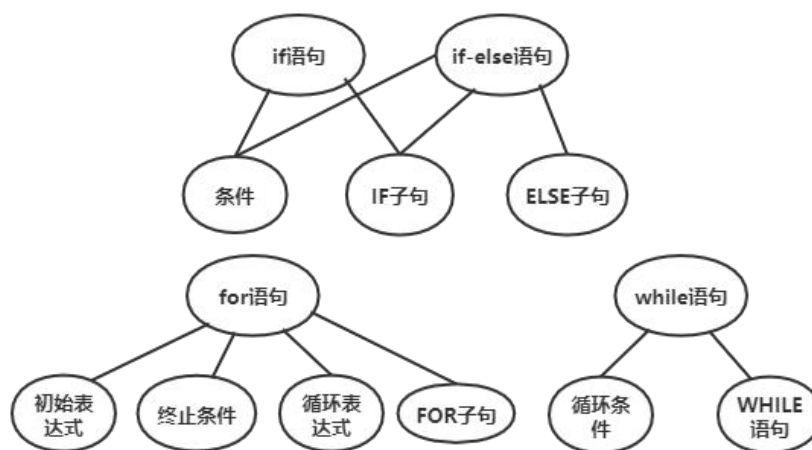 if语句
if-else语句
条件
IF子句
ELSE子句
for语句
while语句
初始表
达式
终止条件
循环表
达式
FOR子句
循环条
件
WHILE
语句